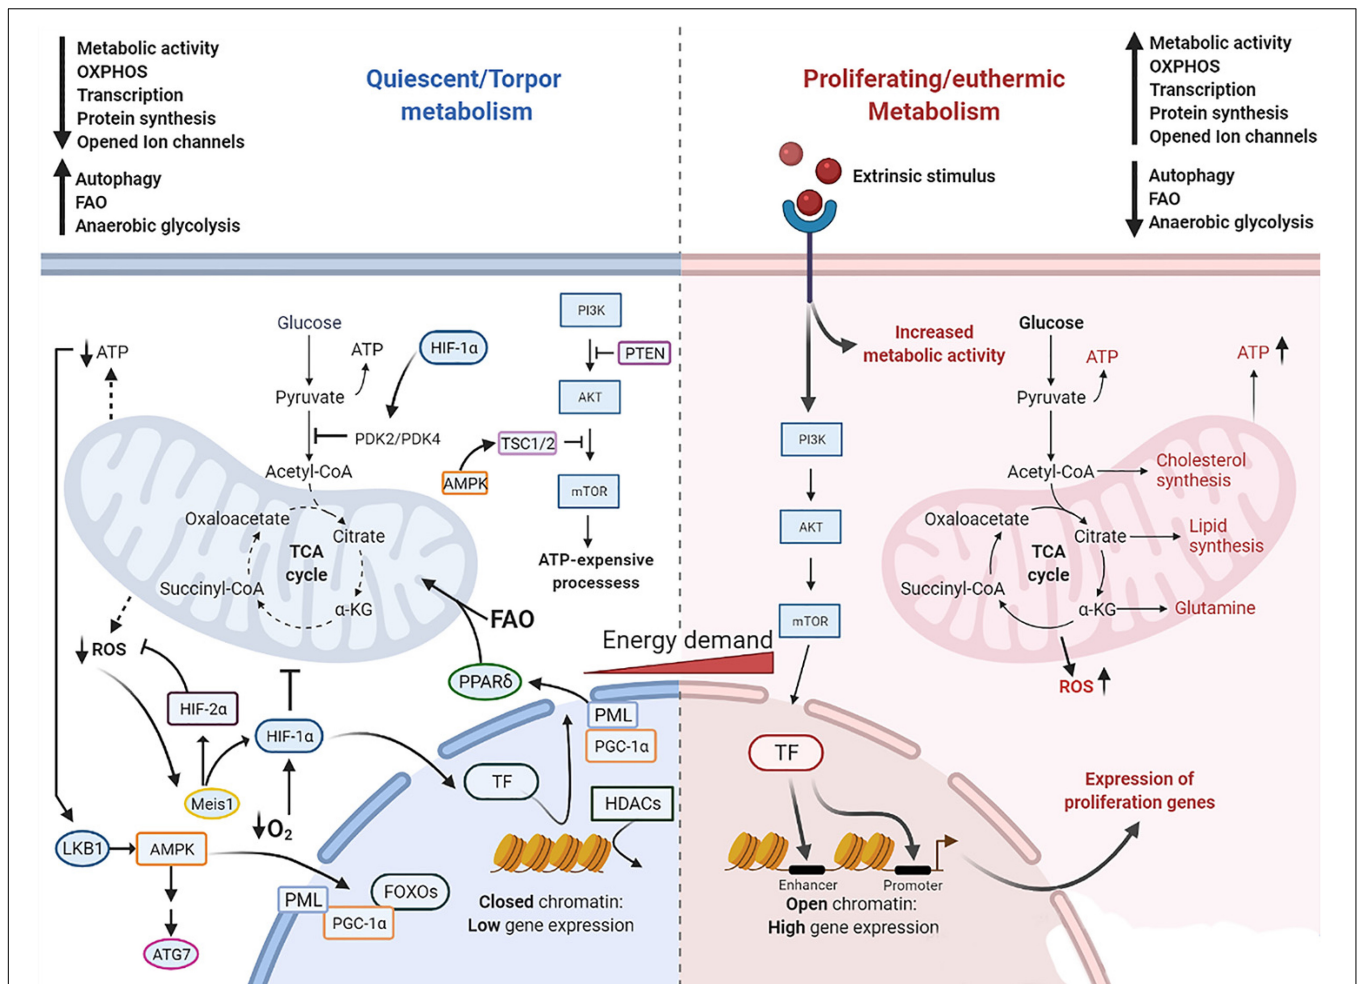 Metabolic activity
OXPHOS
Transcription
Protein synthesis
Opened Ion channels
Autophagy
FAO
Anaerobic glycolysis
Quiescent/Torpor
metabolism
Proliferating/euthermic
Metabolism
Extrinsic stimulus
Metabolic activity
OXPHOS
Transcription
Protein synthesis
Opened Ion channels
Autophagy
FAO
Anaerobic glycolysis
ATP
Glucose
ATP
HIF-1α
Pyruvate
PDK2/PDK4
Acetyl-CoA
Oxaloacetate
Citrate
TCA
cycle
Succinyl-CoA
α-KG
PI3K
PTEN
AKT
TSC1/2
AMPK
mTOR
ATP-expensive
processess
FAO
ROS
PPARδ
HIF-2α
HIF-1α
Meis1
O2
LKB1
AMPK
ATG7
PML
PGC-1α
FOXOs
TF
PML
PGC-1α
HDACs
Closed chromatin:
Low gene expression
Energy demand
Increased
metabolic activity
PI3K
AKT
mTOR
Glucose
ATP
ATP
Pyruvate
Acetyl-CoA
Cholesterol
synthesis
Oxaloacetate
Citrate
Lipid
synthesis
TCA
cycle
Succinyl-CoA
α-KG
Glutamine
ROS
TF
Enhancer
Promoter
Open chromatin:
High gene expression
Expression of
proliferation genes